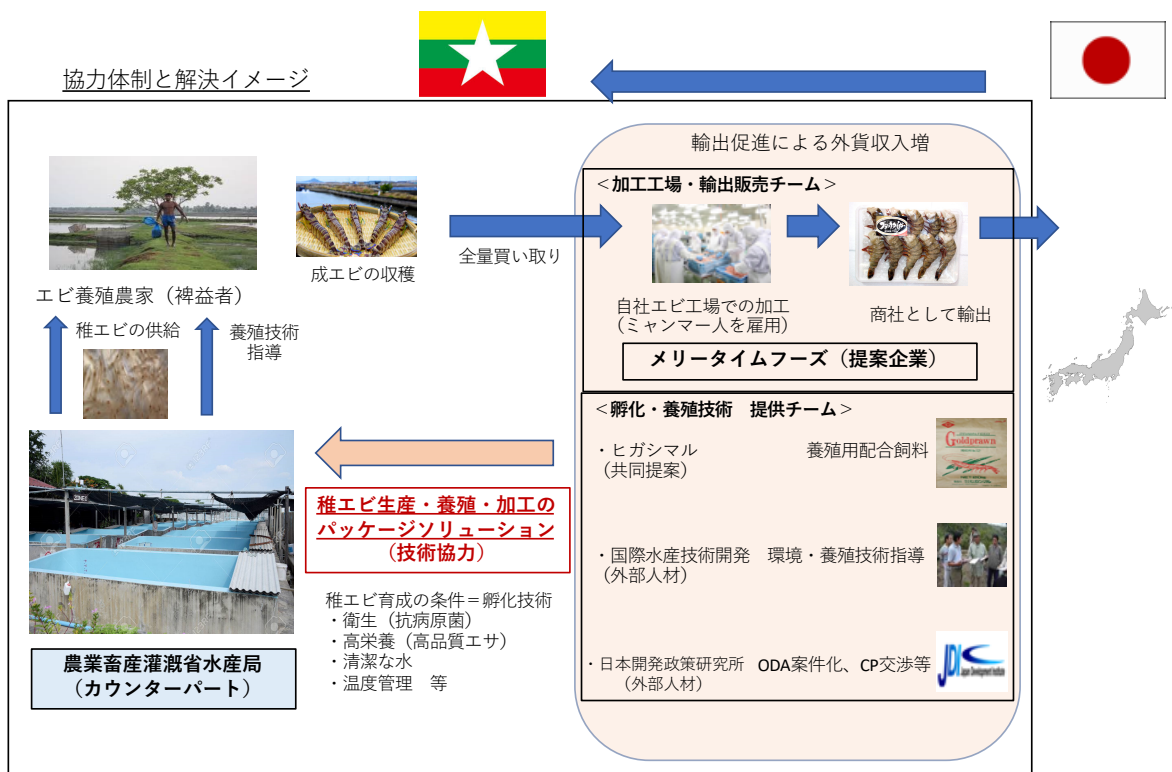 協力体制と解決イメージ
輸出促進による外貨収入増
＜加工工場・輸出販売チーム＞
自社エビ工場での加工
(ミャンマー人を雇用)
商社として輸出
メリータイムフーズ（提案企業）
全量買い取り
成エビの収穫
エビ養殖農家（裨益者）
稚エビの供給
養殖技術
指導
＜孵化・養殖技術　提供チーム＞
・ヒガシマル
(共同提案)
養殖用配合飼料
Goldprawn
・国際水産技術開発
(外部人材)
環境・養殖技術指導
・日本開発政策研究所
(外部人材)
ODA案件化、CP交渉等
JDI
Japan Development Institute
稚エビ生産・養殖・加工の
パッケージソリューション
（技術協力）
稚エビ育成の条件＝孵化技術
・衛生（抗病原菌）
・高栄養（高品質エサ）
・清潔な水
・温度管理　等
農業畜産灌漑省水産局
（カウンターパート）